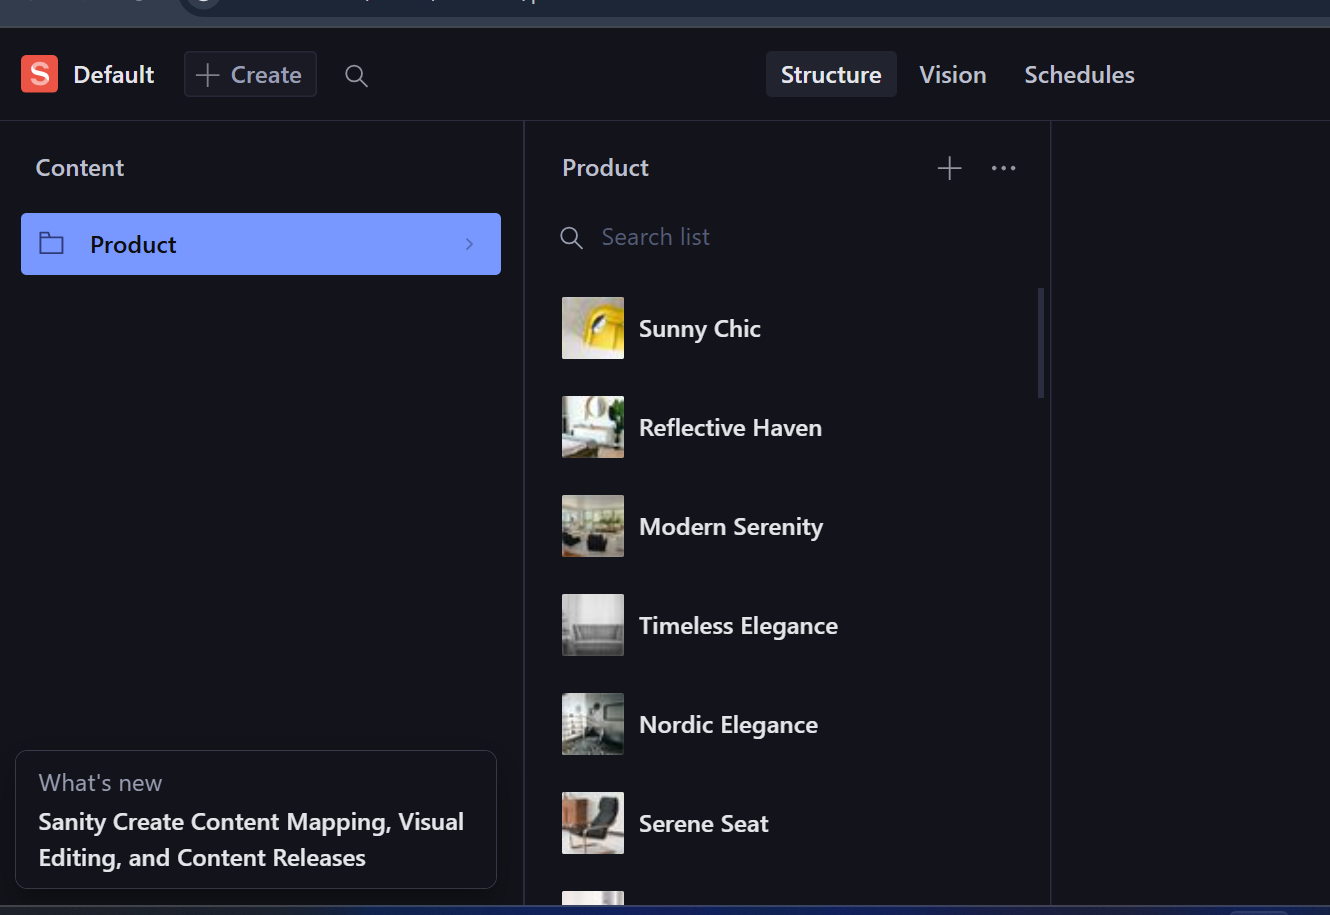 S Default
Create
Structure
Vision
Schedules
Content
Product
Product
Search list
Sunny Chic
Reflective Haven
Modern Serenity
Timeless Elegance
Nordic Elegance
Serene Seat
What's new
Sanity Create Content Mapping, Visual
Editing, and Content Releases